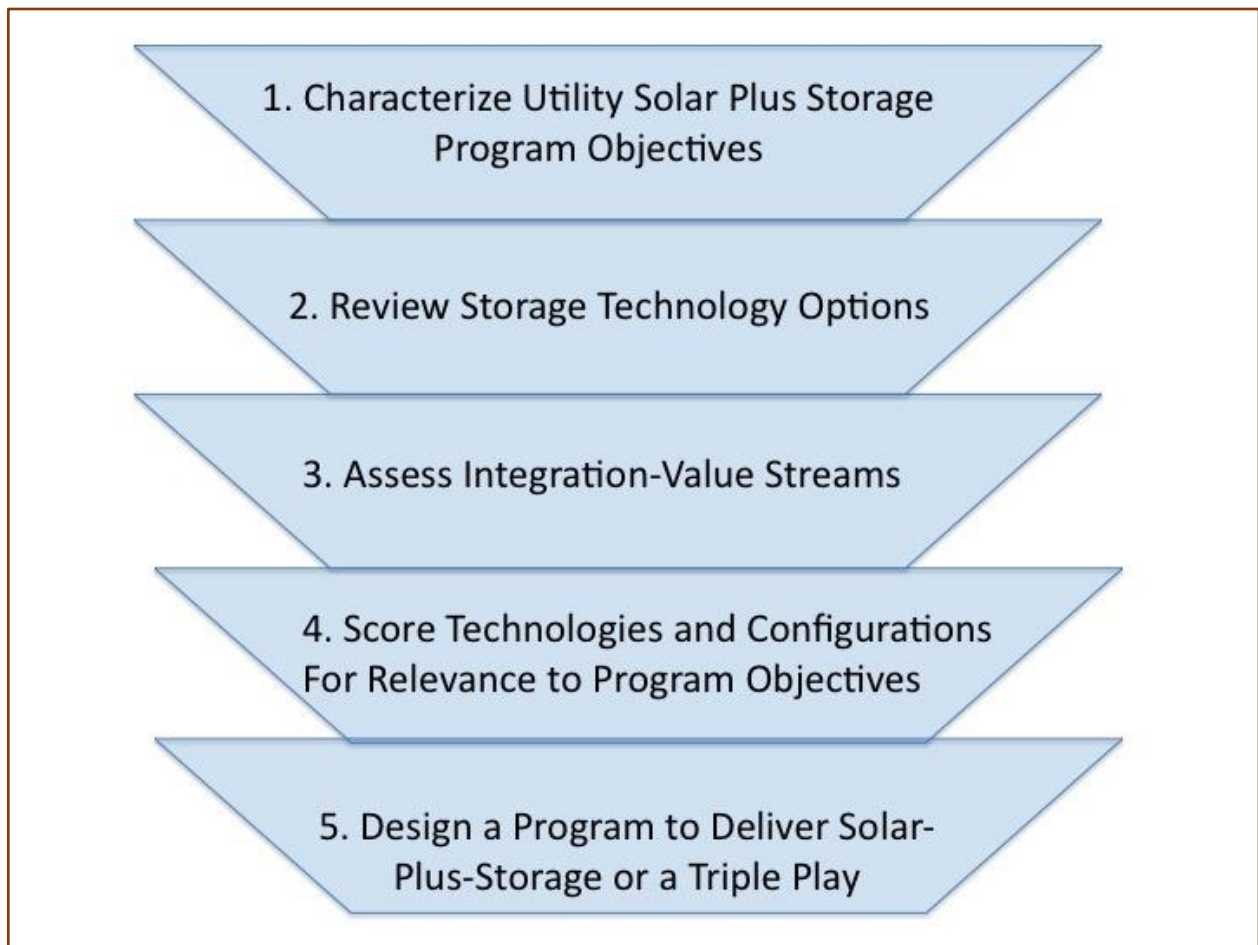 1. Characterize Utility Solar Plus Storage
Program Objectives
2. Review Storage Technology Options
3. Assess Integration-Value Streams
4. Score Technologies and Configurations
For Relevance to Program Objectives
5. Design a Program to Deliver Solar-
Plus-Storage or a Triple Play